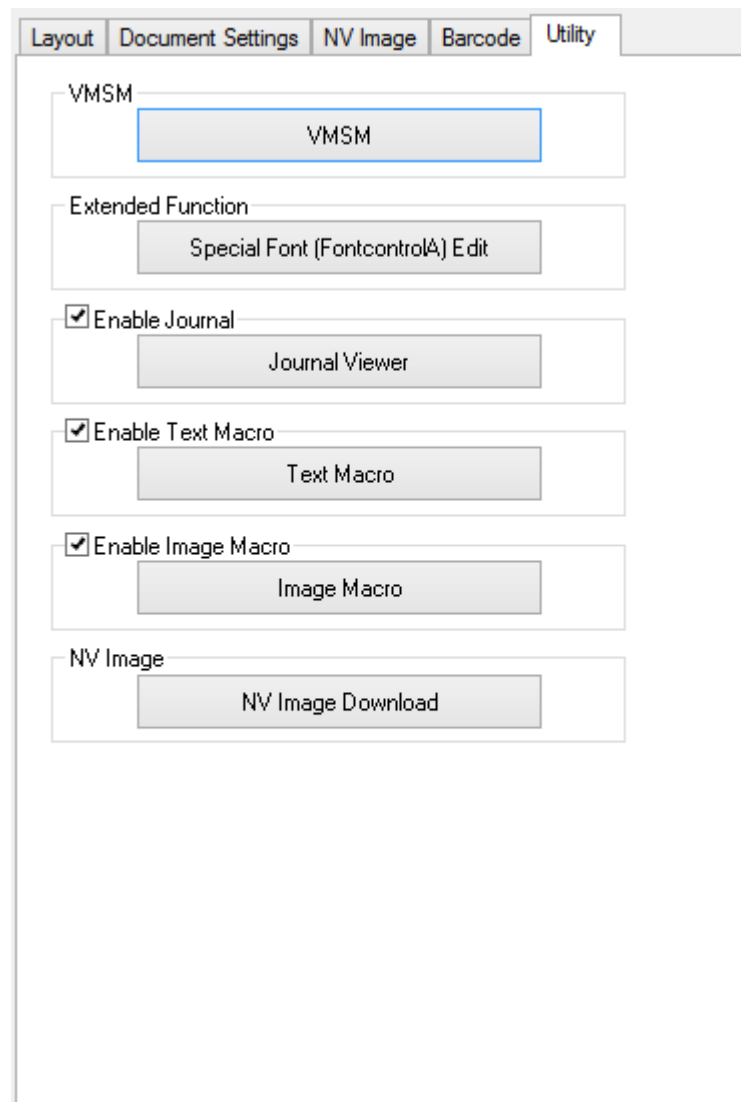 Layout Document Settings NV Image Barcode Utility
VMSM
VMSM
Extended Function
Special Font (FontcontrolA) Edit
Enable Journal
Journal Viewer
Enable Text Macro
Text Macro
Enable Image Macro
Image Macro
NV Image
NV Image Download